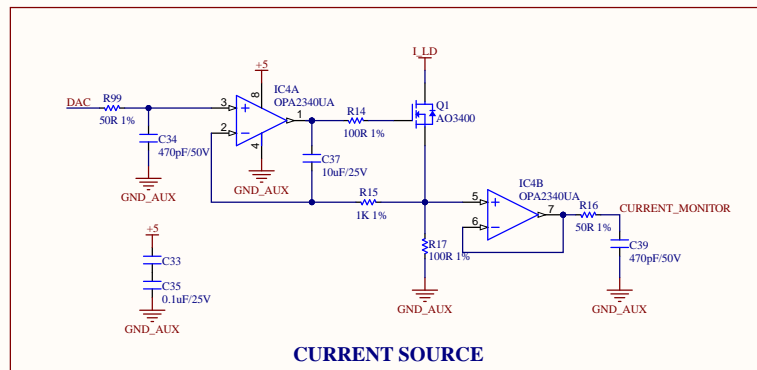 I_LD
+5
IC4A
OPA2340UA
Q1
AO3400
DAC
R99
50R 1%
3
8
1
2
4
R14
100R 1%
C34
470pF/50V
C37
10uF/25V
GND_AUX
GND_AUX
R15
1K 1%
IC4B
OPA2340UA
5
6
7
R16
50R 1%
CURRENT_MONITOR
R17
100R 1%
C39
470pF/50V
+5
C33
C35
0.1uF/25V
GND_AUX
GND_AUX
GND_AUX
CURRENT SOURCE